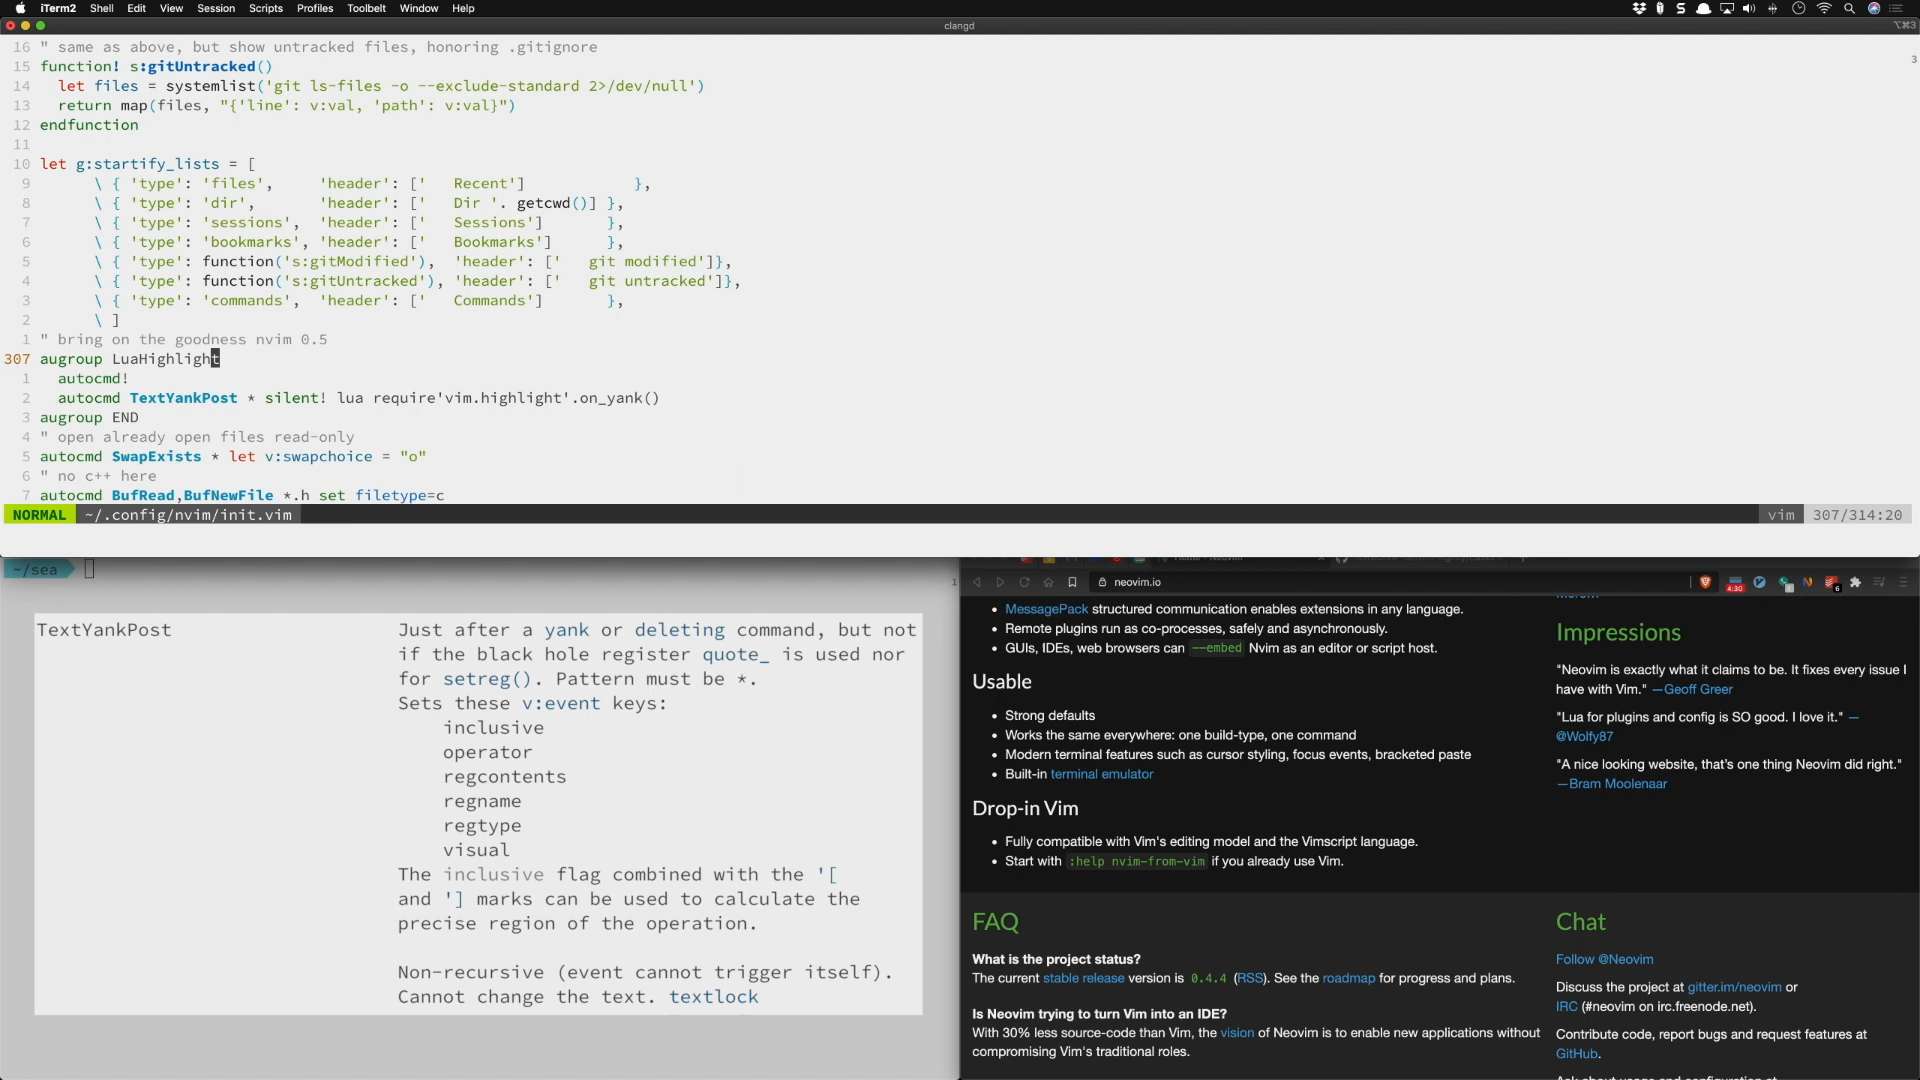 iTerm2 Shell Edit View Session Scripts Profiles Toolbelt Window Help
clangd
⌥⌘3
16 " same as above, but show untracked files, honoring .gitignore
3
15 function! s:gitUntracked()
14   let files = systemlist('git ls-files -o --exclude-standard 2>/dev/null')
13   return map(files, "{'line': v:val, 'path': v:val}")
12 endfunction
11
10 let g:startify_lists = [
9       \ { 'type': 'files',     'header': ['   Recent']            },
8       \ { 'type': 'dir',       'header': ['   Dir '. getcwd()] },
7       \ { 'type': 'sessions',  'header': ['   Sessions']       },
6       \ { 'type': 'bookmarks', 'header': ['   Bookmarks']      },
5       \ { 'type': function('s:gitModified'),  'header': ['   git modified']},
4       \ { 'type': function('s:gitUntracked'), 'header': ['   git untracked']},
3       \ { 'type': 'commands',  'header': ['   Commands']       },
2       \ ]
1 " bring on the goodness nvim 0.5
307 augroup LuaHighlight
1   autocmd!
2   autocmd TextYankPost * silent! lua require'vim.highlight'.on_yank()
3 augroup END
4 " open already open files read-only
5 autocmd SwapExists * let v:swapchoice = "o"
6 " no c++ here
7 autocmd BufRead,BufNewFile *.h set filetype=c
NORMAL ~/.config/nvim/init.vim vim 307/314:20
~/sea
1
TextYankPost
Just after a yank or deleting command, but not
if the black hole register quote_ is used nor
for setreg(). Pattern must be *.
Sets these v:event keys:
inclusive
operator
regcontents
regname
regtype
visual
The inclusive flag combined with the '[
and '] marks can be used to calculate the
precise region of the operation.
Non-recursive (event cannot trigger itself).
Cannot change the text. textlock
neovim.io
4:30
6
MessagePack structured communication enables extensions in any language.
Remote plugins run as co-processes, safely and asynchronously.
GUIs, IDEs, web browsers can --embed Nvim as an editor or script host.
Usable
Strong defaults
Works the same everywhere: one build-type, one command
Modern terminal features such as cursor styling, focus events, bracketed paste
Built-in terminal emulator
Drop-in Vim
Fully compatible with Vim's editing model and the Vimscript language.
Start with :help nvim-from-vim if you already use Vim.
Impressions
"Neovim is exactly what it claims to be. It fixes every issue I
have with Vim." —Geoff Greer
"Lua for plugins and config is SO good. I love it." —
@Wolfy87
"A nice looking website, that's one thing Neovim did right."
—Bram Moolenaar
FAQ
What is the project status?
The current stable release version is 0.4.4 (RSS). See the roadmap for progress and plans.
Is Neovim trying to turn Vim into an IDE?
With 30% less source-code than Vim, the vision of Neovim is to enable new applications without
compromising Vim's traditional roles.
Chat
Follow @Neovim
Discuss the project at gitter.im/neovim or
IRC (#neovim on irc.freenode.net).
Contribute code, report bugs and request features at
GitHub.